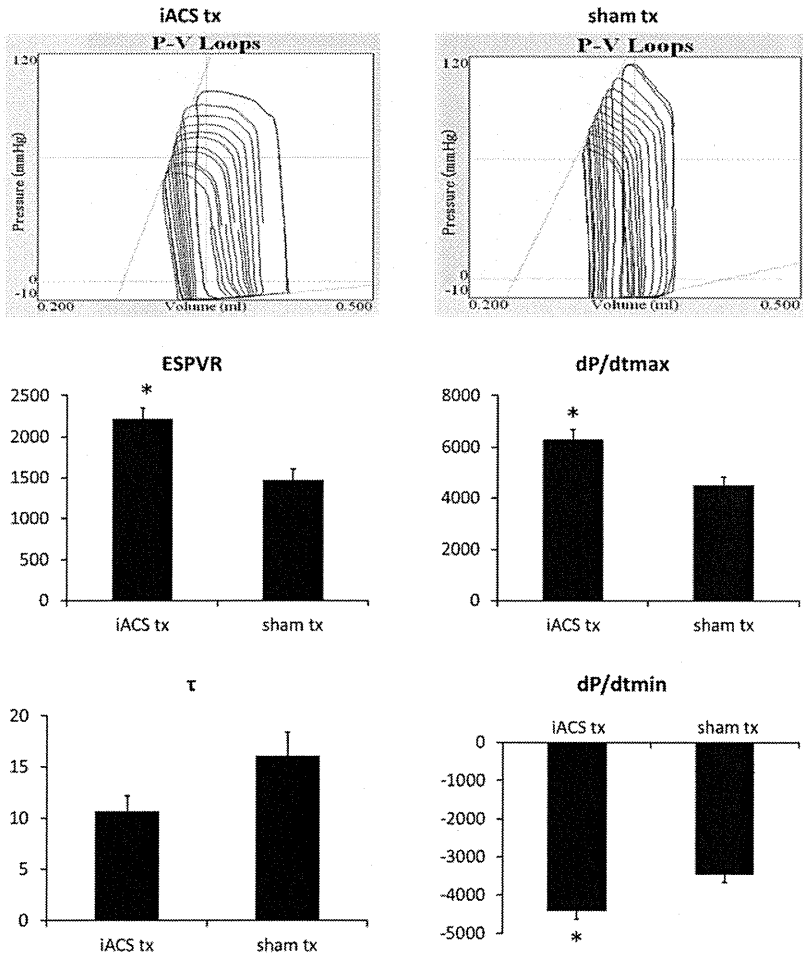 iACS tx
sham tx
P-V Loops
P-V Loops
120
Pressure (mmHg)
0
-10
0.200
Volume (ml)
0.500
120
Pressure (mmHg)
0
-10
0.200
Volume (ml)
0.500
ESPVR
2500
2000
1500
1000
500
0
*
iACS tx
sham tx
dP/dtmax
8000
6000
4000
2000
0
*
iACS tx
sham tx
τ
20
15
10
5
0
iACS tx
sham tx
dP/dtmin
iACS tx
sham tx
0
-1000
-2000
-3000
-4000
-5000
*